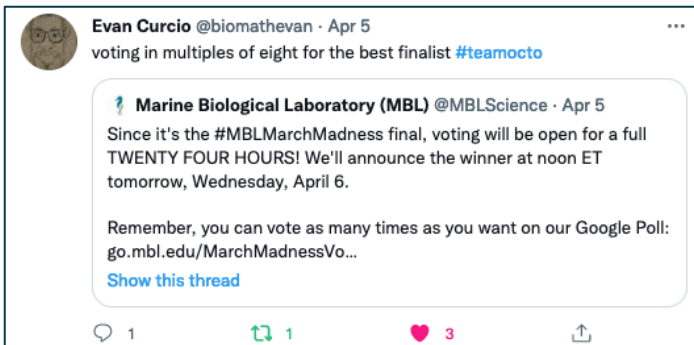 Evan Curcio @biomathevan · Apr 5
voting in multiples of eight for the best finalist #teamocto
Marine Biological Laboratory (MBL) @MBLScience · Apr 5
Since it's the #MBLMarchMadness final, voting will be open for a full
TWENTY FOUR HOURS! We'll announce the winner at noon ET
tomorrow, Wednesday, April 6.
Remember, you can vote as many times as you want on our Google Poll:
go.mbl.edu/MarchMadnessVo...
Show this thread
1 1 3